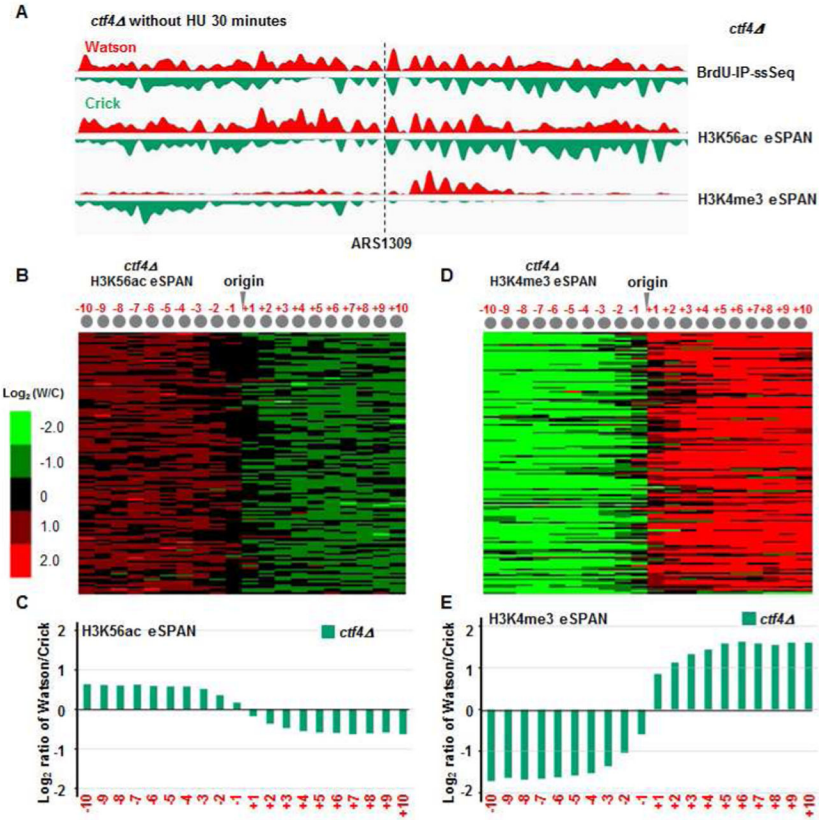 A
ctf4Δ without HU 30 minutes
ctf4Δ
Watson
BrdU-IP-ssSeq
Crick
H3K56ac eSPAN
H3K4me3 eSPAN
ARS1309
B
ctf4Δ
H3K56ac eSPAN
origin
-10 -9 -8 -7 -6 -5 -4 -3 -2 -1 +1 +2 +3 +4 +5 +6 +7 +8 +9 +10
D
ctf4Δ
H3K4me3 eSPAN
origin
-10 -9 -8 -7 -6 -5 -4 -3 -2 -1 +1 +2 +3 +4 +5 +6 +7 +8 +9 +10
Log₂ (W/C)
-2.0
-1.0
0
1.0
2.0
C
H3K56ac eSPAN
ctf4Δ
Log₂ ratio of Watson/Crick
2
1
0
-1
-2
-10 -9 -8 -7 -6 -5 -4 -3 -2 -1 +1 +2 +3 +4 +5 +6 +7 +8 +9 +10
E
H3K4me3 eSPAN
ctf4Δ
Log₂ ratio of Watson/Crick
2
1
0
-1
-2
-10 -9 -8 -7 -6 -5 -4 -3 -2 -1 +1 +2 +3 +4 +5 +6 +7 +8 +9 +10